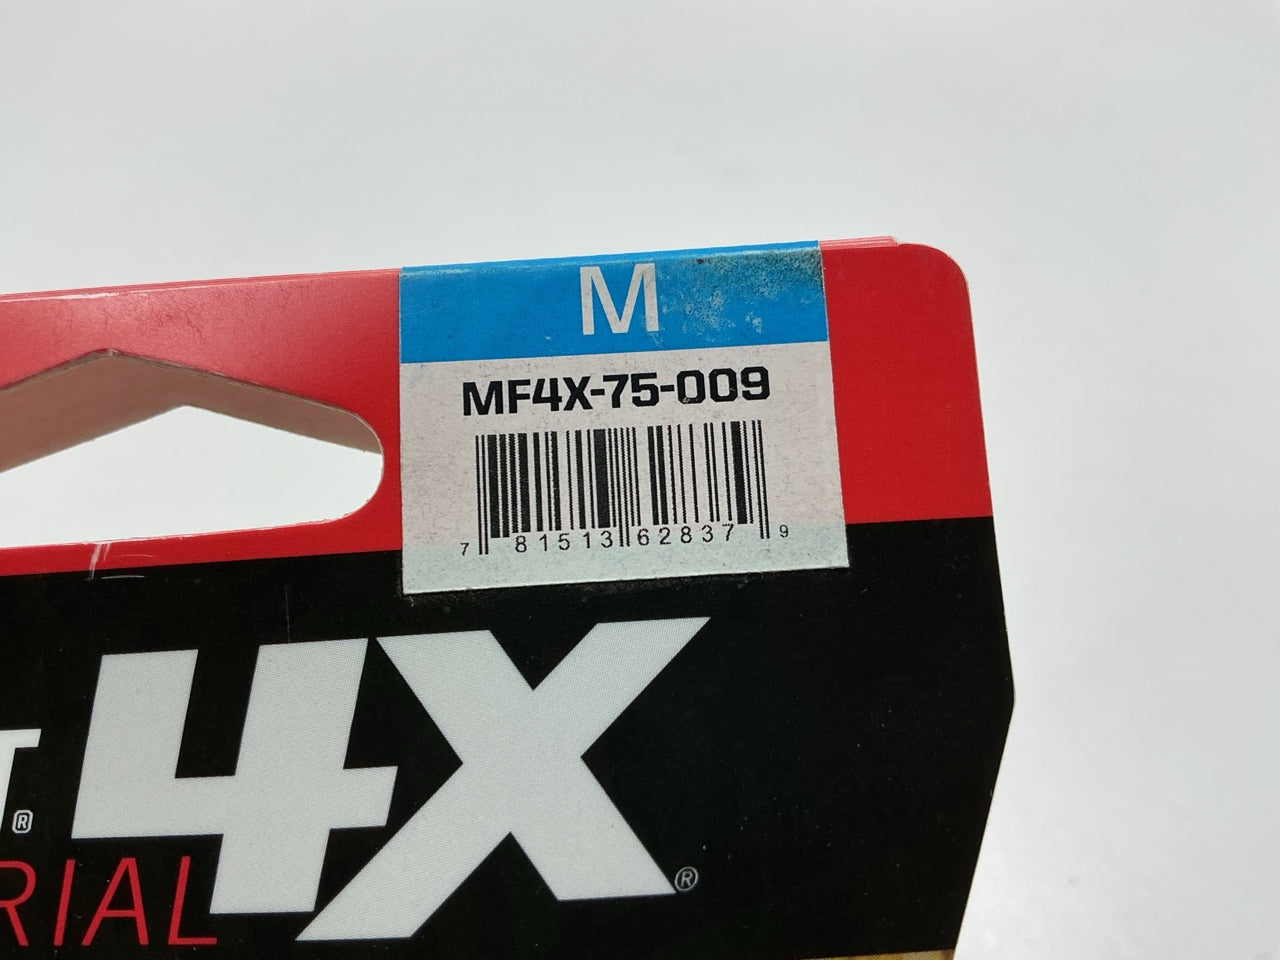 M
MF4X-75-009
7 81513 62837 9
T® 4X®
RIAL